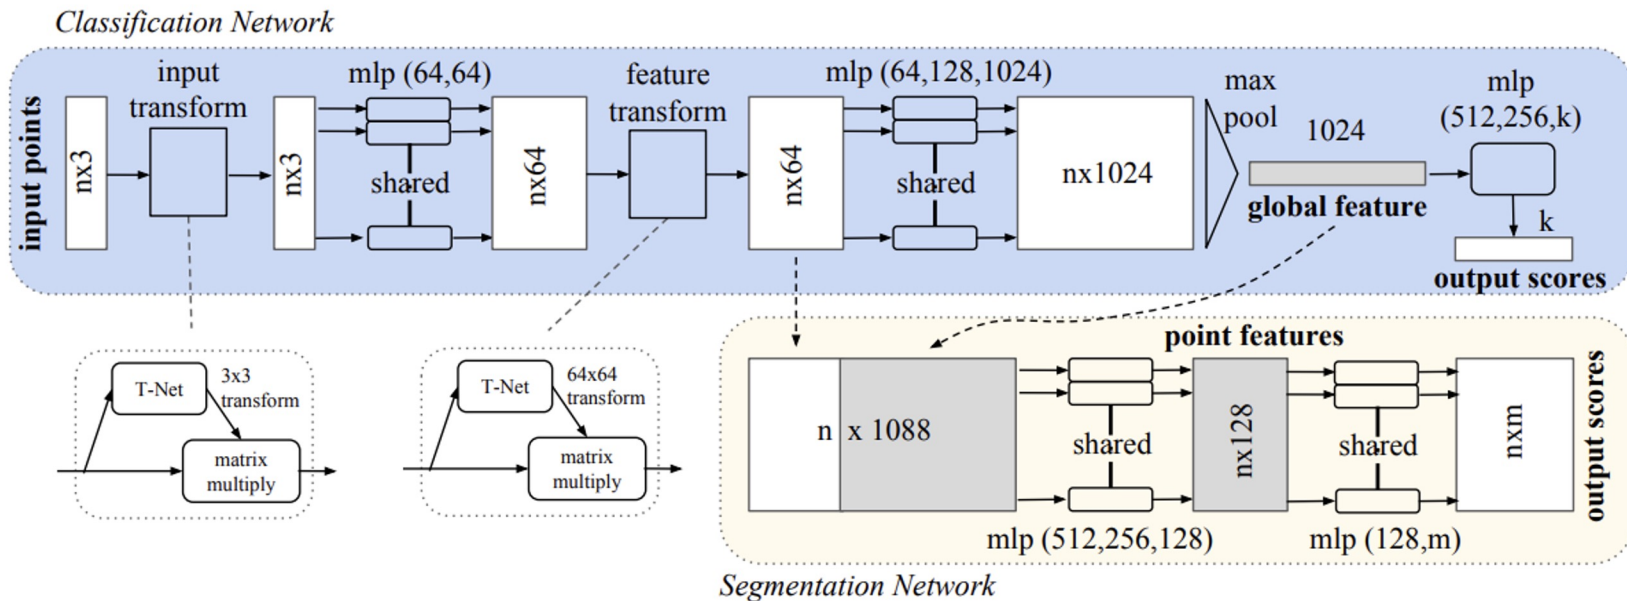 Classification Network
input points
nx3
input
transform
nx3
mlp (64,64)
shared
nx64
feature
transform
nx64
mlp (64,128,1024)
shared
nx1024
max
pool
1024
global feature
mlp
(512,256,k)
k
output scores
T-Net
3x3
transform
matrix
multiply
T-Net
64x64
transform
matrix
multiply
point features
n x 1088
shared
mlp (512,256,128)
nx128
shared
mlp (128,m)
nxm
output scores
Segmentation Network